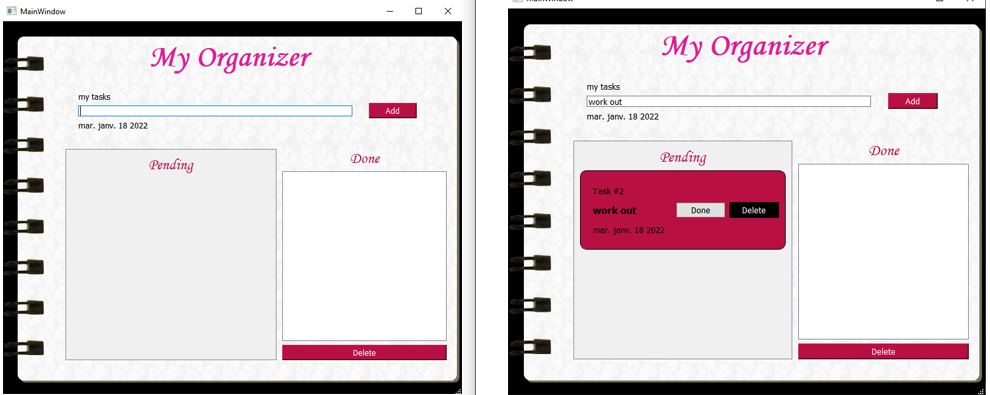 MainWindow
My Organizer
my tasks
Add
mar. janv. 18 2022
Pending
Done
Delete
MainWindow
My Organizer
my tasks
work out
Add
mar. janv. 18 2022
Pending
Done
Task #2
work out
Done
Delete
mar. janv. 18 2022
Delete